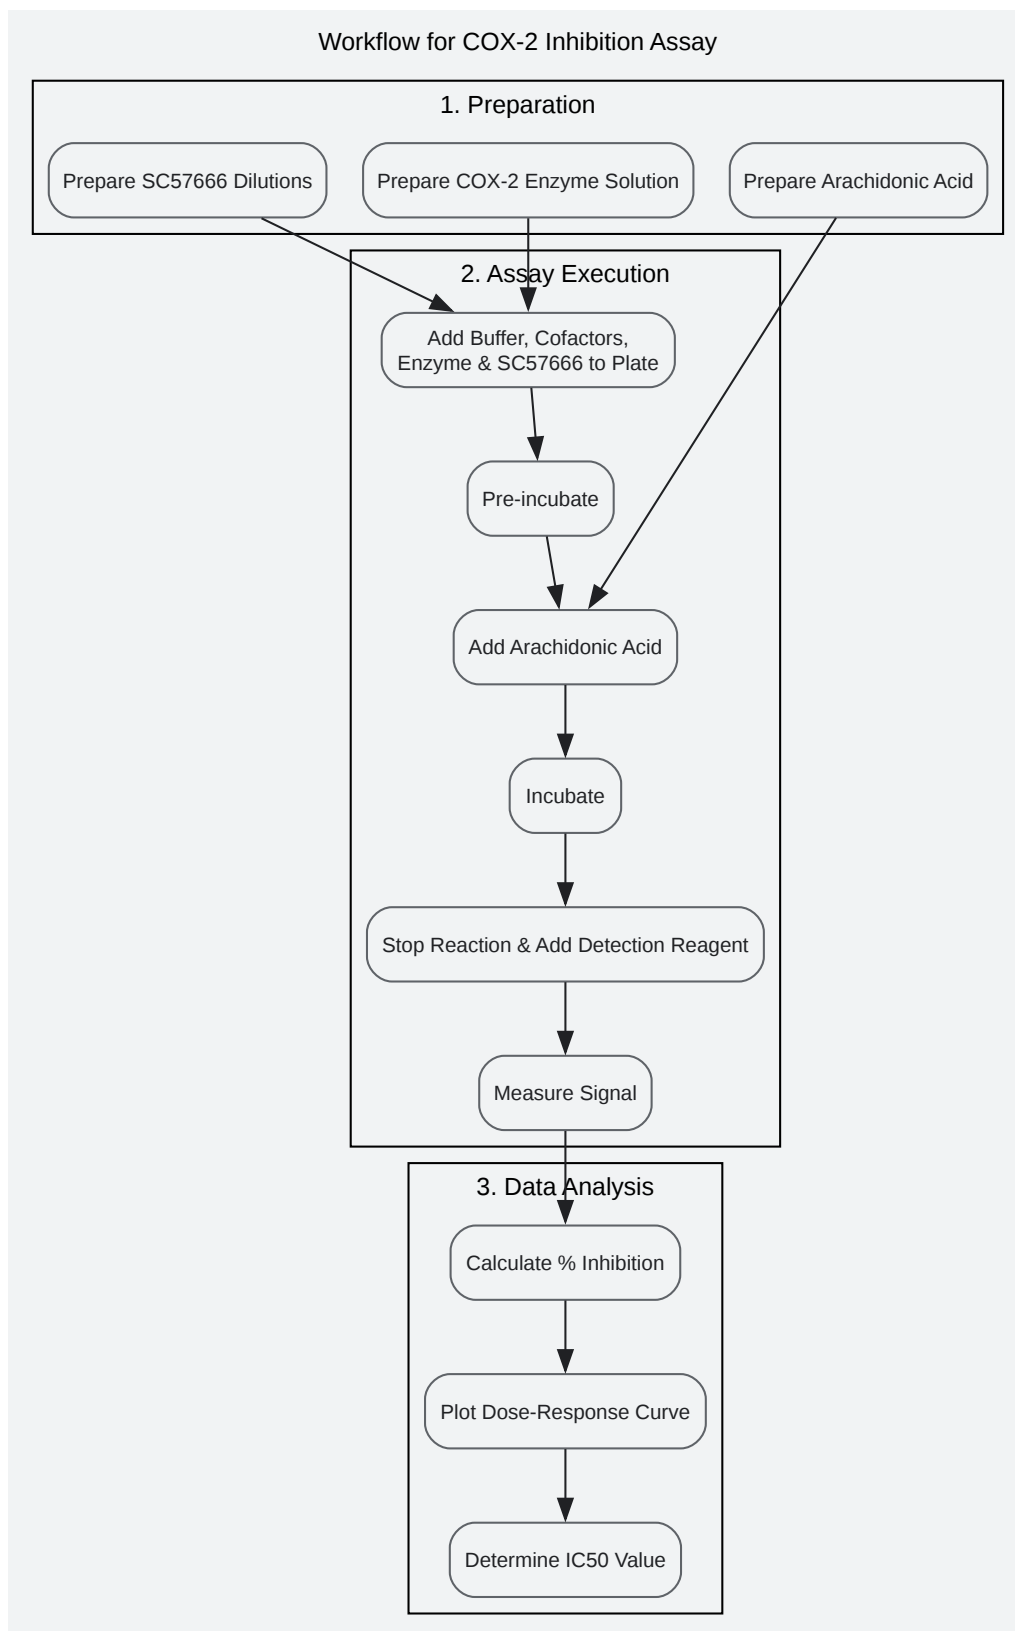 Workflow for COX-2 Inhibition Assay
1. Preparation
Prepare SC57666 Dilutions
Prepare COX-2 Enzyme Solution
Prepare Arachidonic Acid
2. Assay Execution
Add Buffer, Cofactors,
Enzyme & SC57666 to Plate
Pre-incubate
Add Arachidonic Acid
Incubate
Stop Reaction & Add Detection Reagent
Measure Signal
3. Data Analysis
Calculate % Inhibition
Plot Dose-Response Curve
Determine IC50 Value